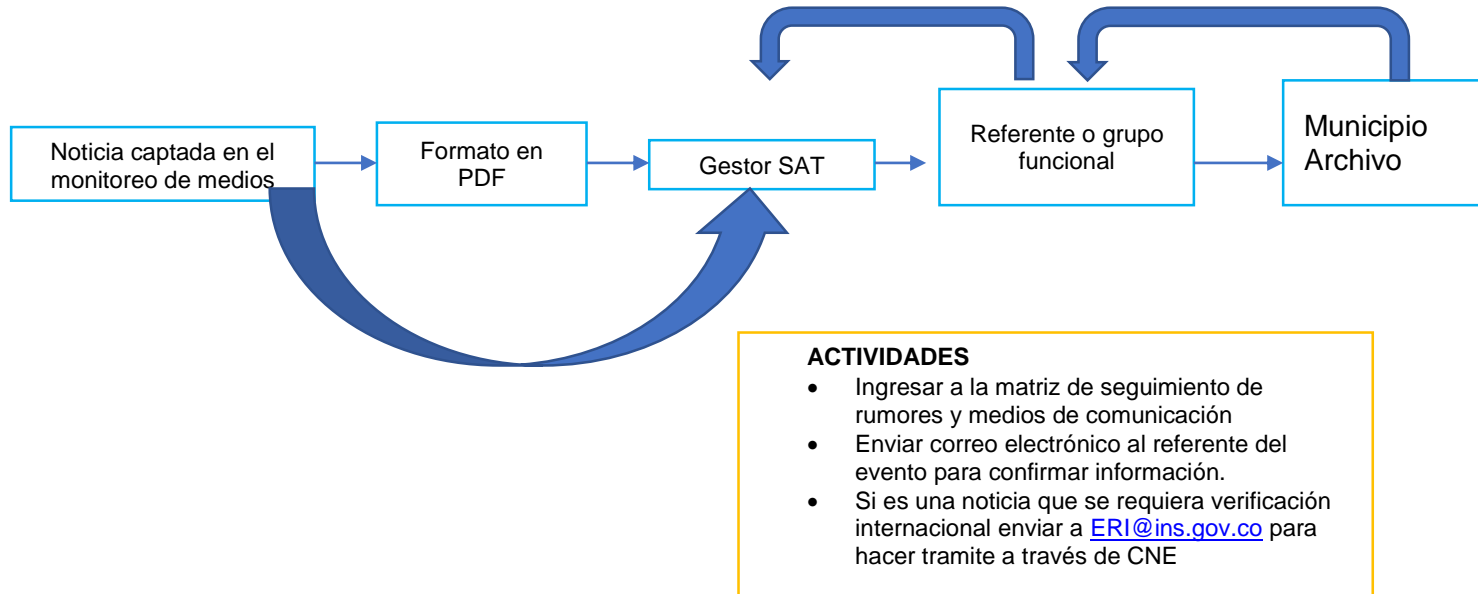 Noticia captada en el
monitoreo de medios
Formato en
PDF
Gestor SAT
Referente o grupo
funcional
Municipio
Archivo
ACTIVIDADES
• Ingresar a la matriz de seguimiento de
rumores y medios de comunicación
• Enviar correo electrónico al referente del
evento para confirmar información.
• Si es una noticia que se requiera verificación
internacional enviar a ERI@ins.gov.co para
hacer tramite a través de CNE